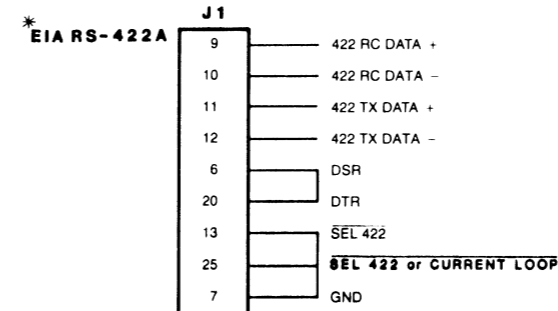 J1
*
EIA RS-422A
9 422 RC DATA +
10 422 RC DATA −
11 422 TX DATA +
12 422 TX DATA −
6 DSR
20 DTR
13 SEL 422
25 SEL 422 or CURRENT LOOP
7 GND